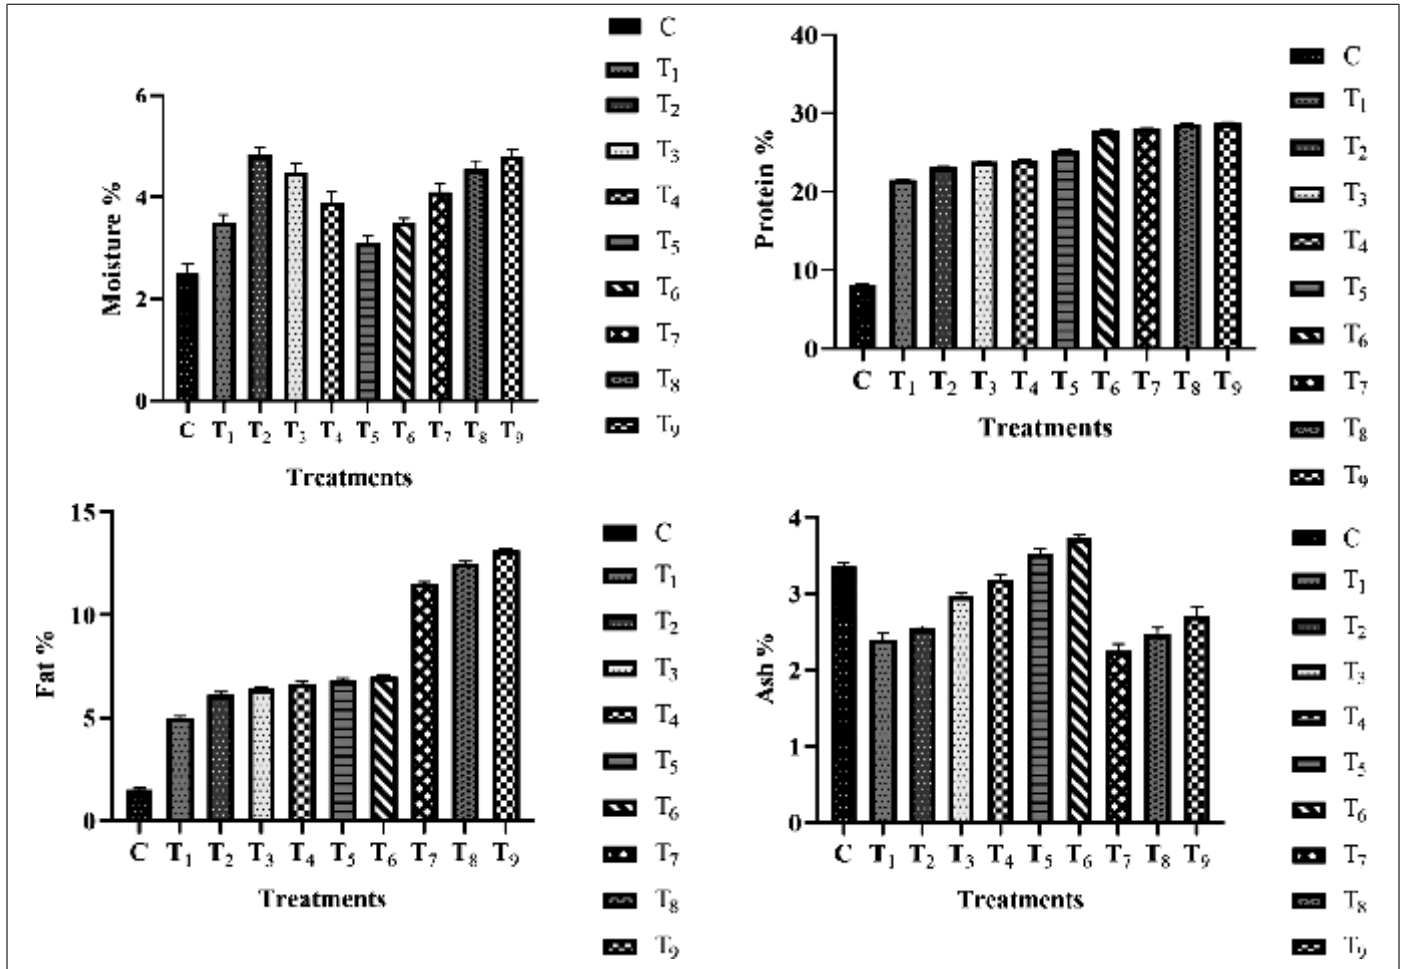 Moisture %
6
4
2
0
C T₁ T₂ T₃ T₄ T₅ T₆ T₇ T₈ T₉
Treatments
C
T₁
T₂
T₃
T₄
T₅
T₆
T₇
T₈
T₉
Protein %
40
30
20
10
0
C T₁ T₂ T₃ T₄ T₅ T₆ T₇ T₈ T₉
Treatments
C
T₁
T₂
T₃
T₄
T₅
T₆
T₇
T₈
T₉
Fat %
15
10
5
0
C T₁ T₂ T₃ T₄ T₅ T₆ T₇ T₈ T₉
Treatments
C
T₁
T₂
T₃
T₄
T₅
T₆
T₇
T₈
T₉
Ash %
4
3
2
1
0
C T₁ T₂ T₃ T₄ T₅ T₆ T₇ T₈ T₉
Treatments
C
T₁
T₂
T₃
T₄
T₅
T₆
T₇
T₈
T₉